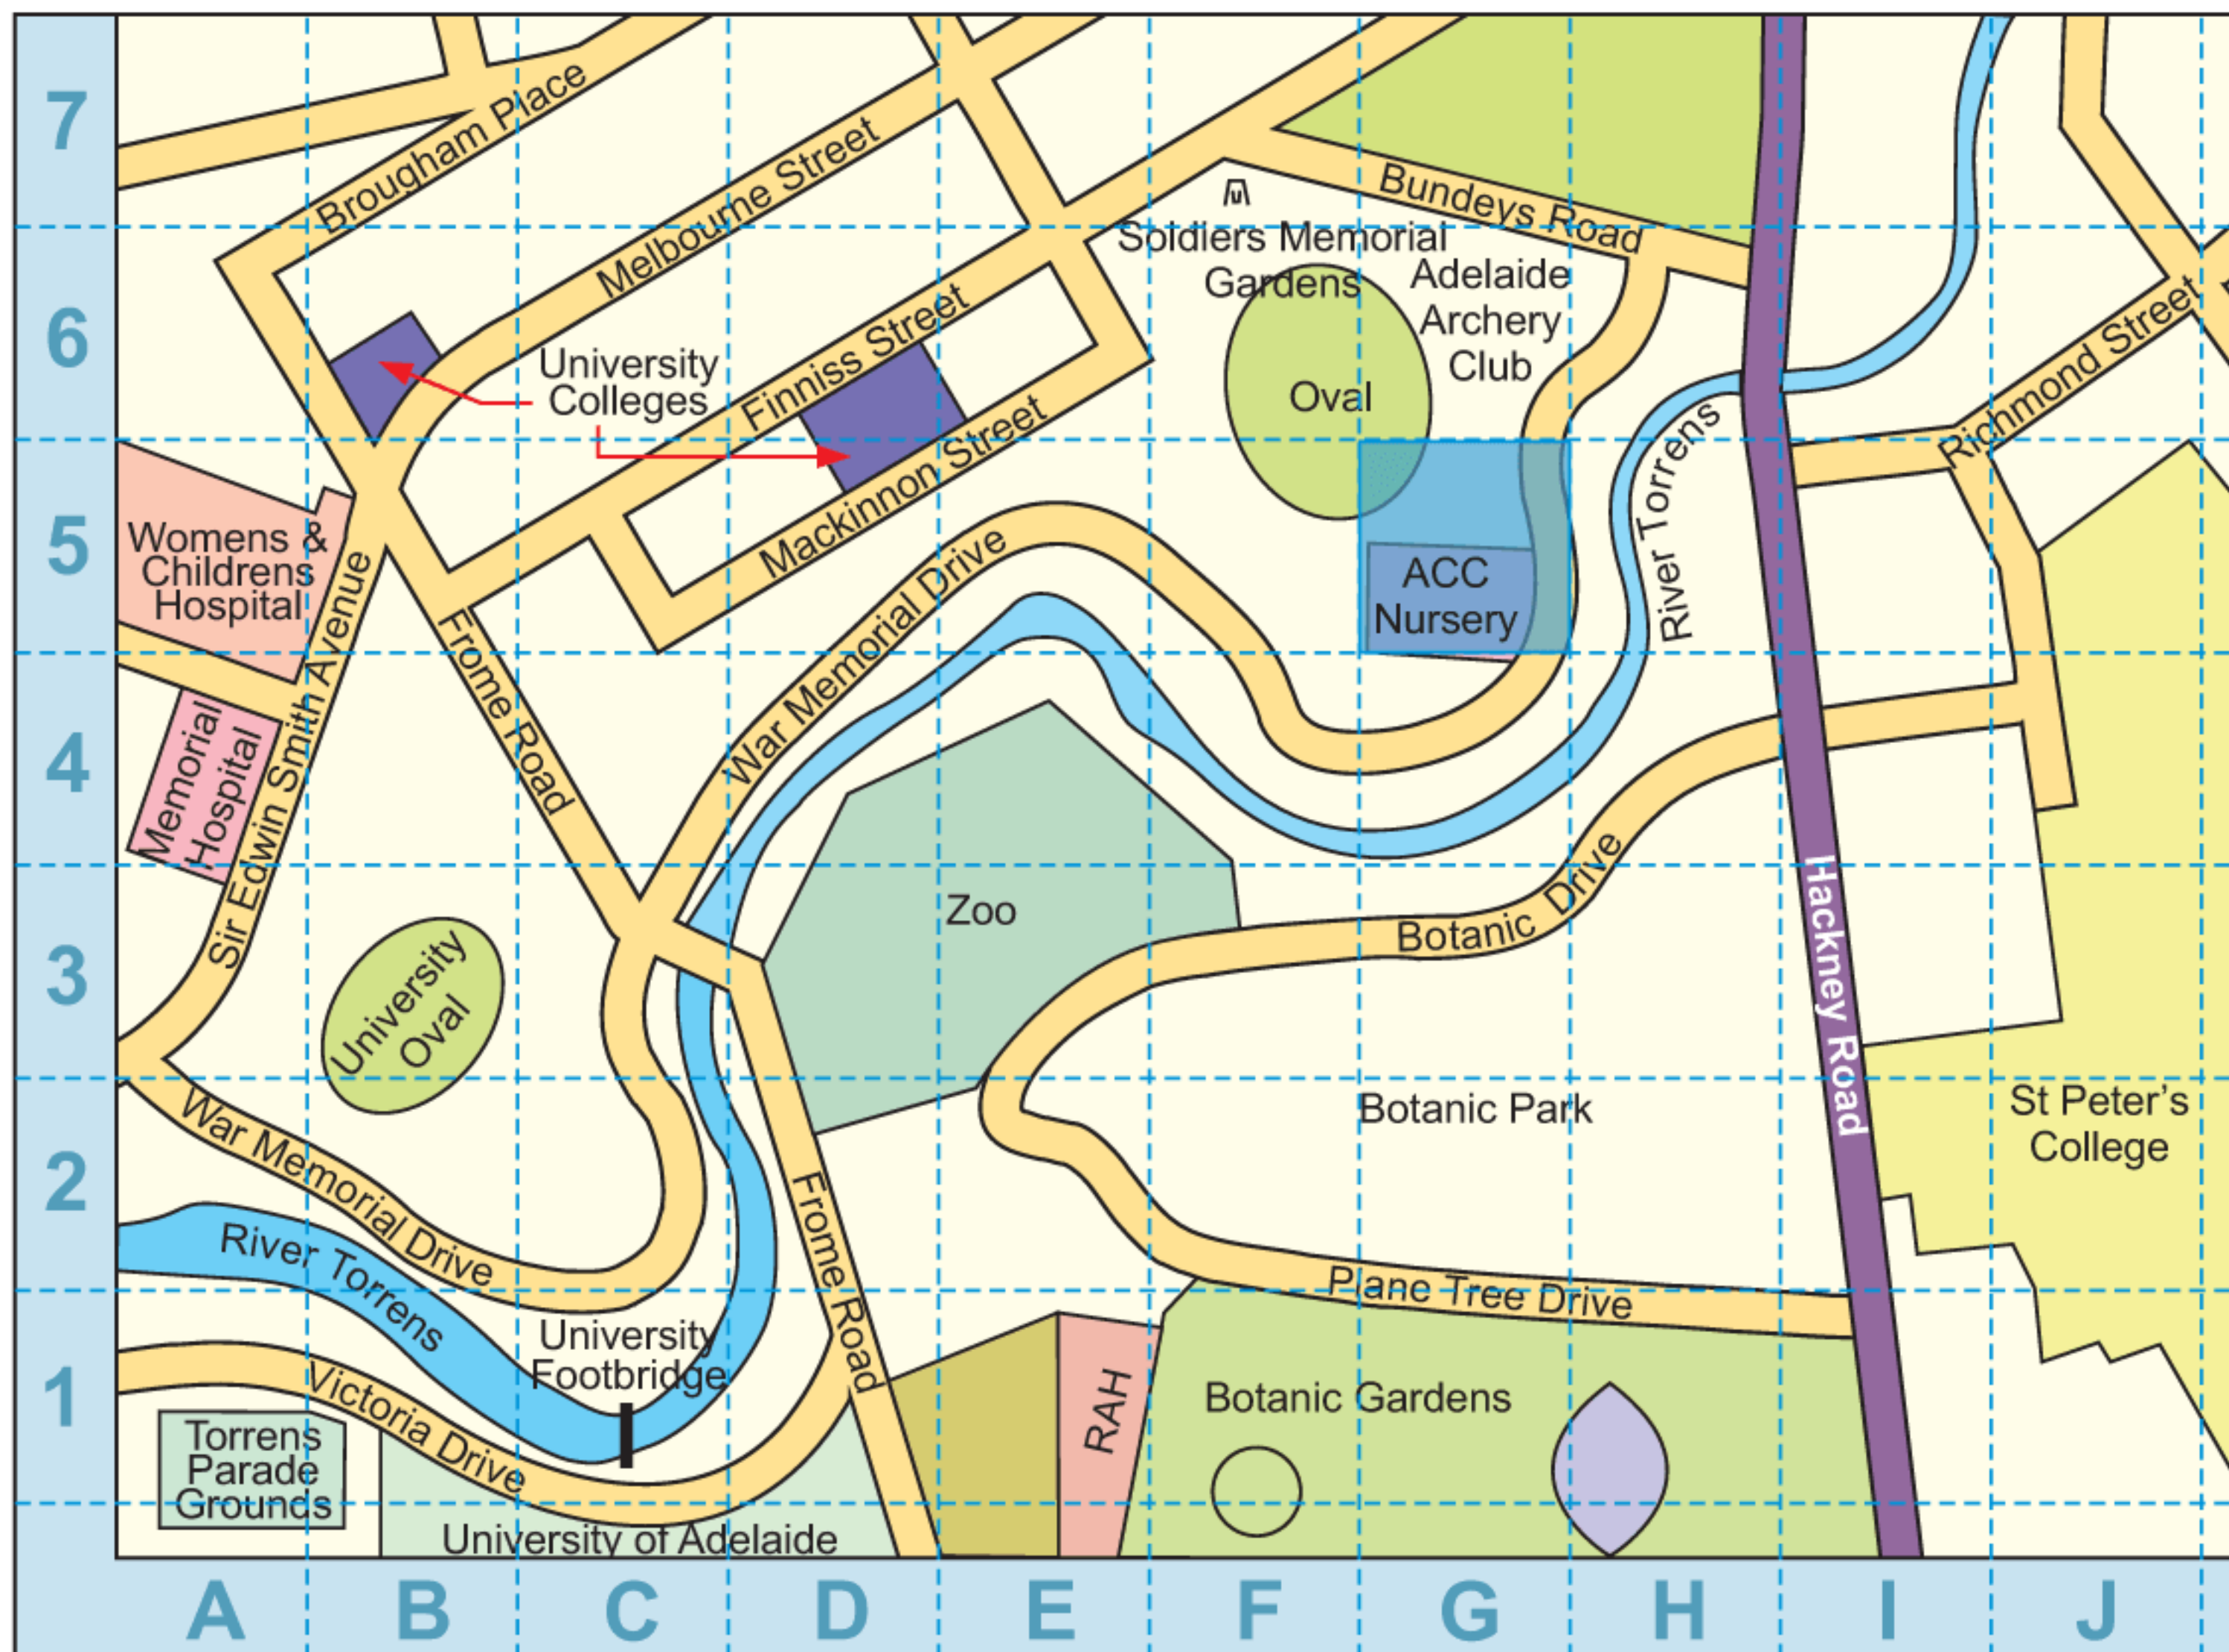 7
6
5
4
3
2
1
A
B
C
D
E
F
G
H
I
J
Brougham Place
Melbourne Street
Bundeys Road
Soldiers Memorial
Gardens
Adelaide
Archery
Club
Oval
University
Colleges
Finniss Street
Mackinnon Street
Richmond Street
River Torrens
Womens &
Childrens
Hospital
ACC
Nursery
War Memorial Drive
Frome Road
Sir Edwin Smith Avenue
Memorial
Hospital
Zoo
Botanic Drive
Hackney Road
University
Oval
Botanic Park
St Peter's
College
War Memorial Drive
River Torrens
Frome Road
Plane Tree Drive
University
Footbridge
Victoria Drive
RAH
Botanic Gardens
Torrens
Parade
Grounds
University of Adelaide